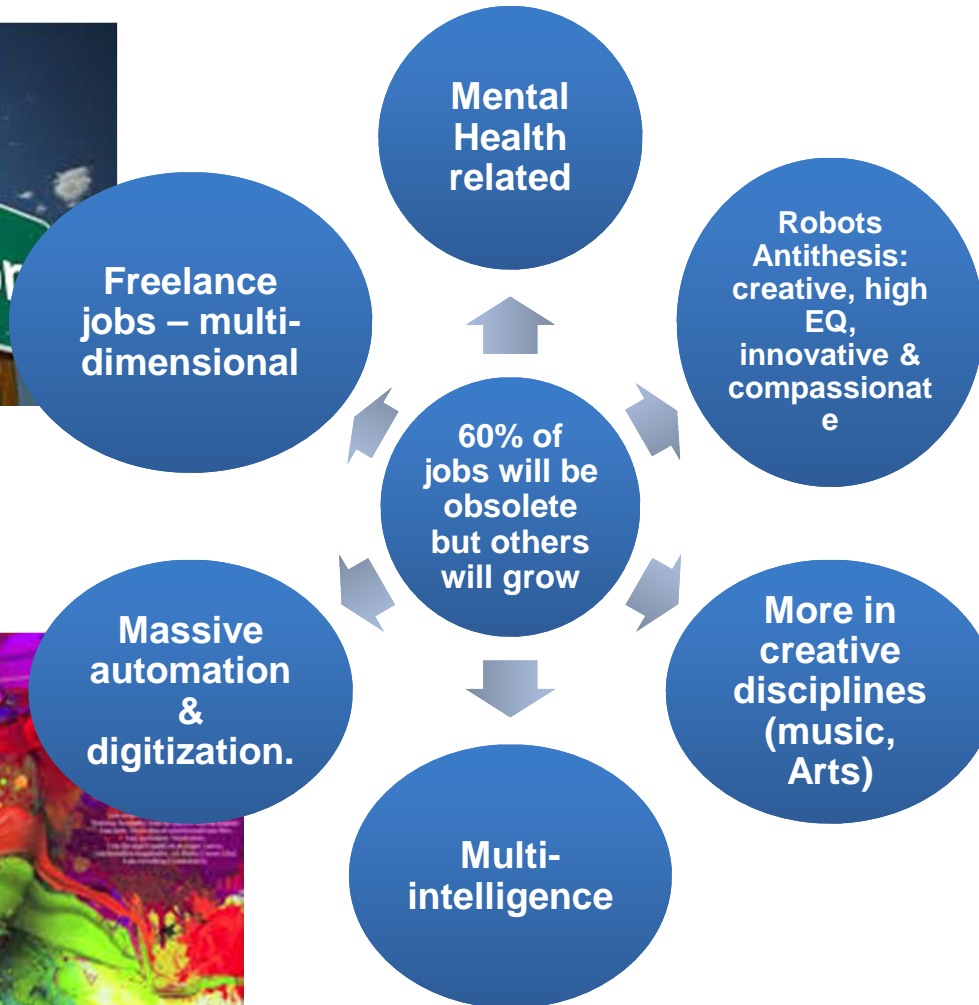 Mental
Health
related
Robots
Antithesis:
creative, high
EQ,
innovative &
compassionat
e
Freelance
jobs – multi-
dimensional
60% of
jobs will be
obsolete
but others
will grow
Massive
automation
&
digitization.
More in
creative
disciplines
(music,
Arts)
Multi-
intelligence